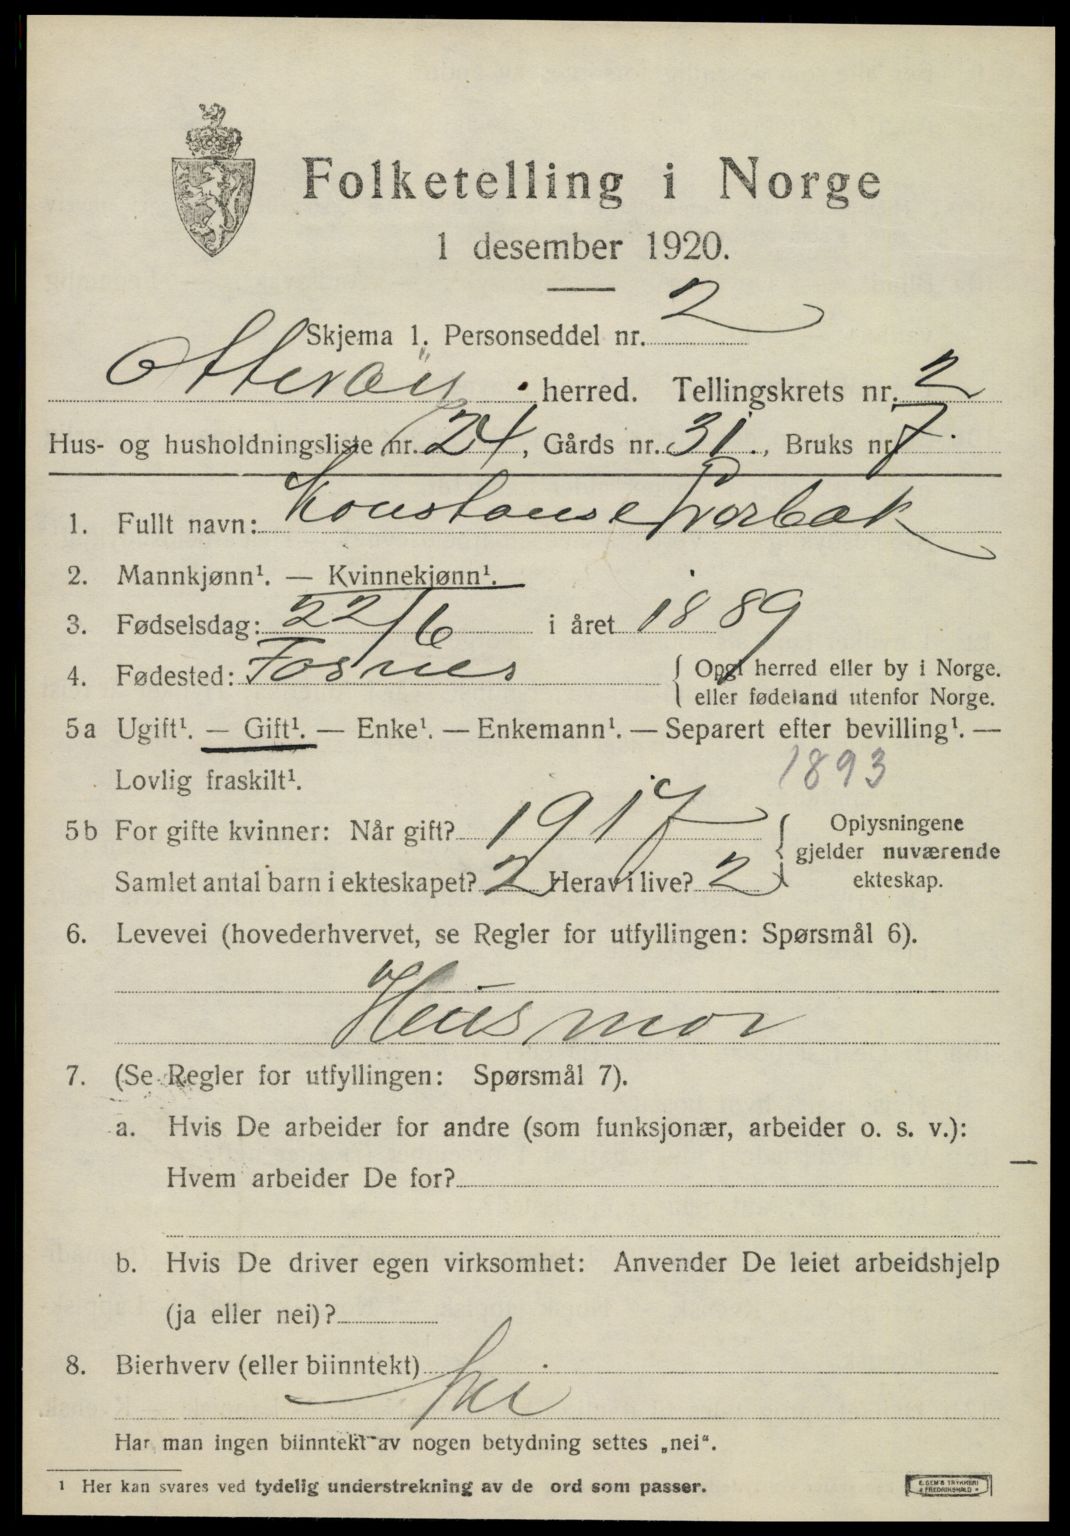 Folketelling i Norge
1 desember 1920.
Skjema 1. Personseddel nr. 2
Otterøy herred. Tellingskrets nr. 2
Hus- og husholdningsliste nr. 24, Gårds nr. 31, Bruks nr. 7.
1. Fullt navn: Konstanse
2. Mannkjønn¹. — Kvinnekjønn¹.
3. Fødselsdag: 22/6 i året 1889
4. Fødested: Fosnes { Opgi herred eller by i Norge.
eller fødeland utenfor Norge.
5a Ugift¹. — Gift¹. — Enke¹. — Enkemann¹. — Separert efter bevilling¹. —
Lovlig fraskilt¹. 1893
5b For gifte kvinner: Når gift? 1917 Oplysningene
gjelder nuværende
Samlet antal barn i ekteskapet? 2 Herav i live? 2 ekteskap.
6. Levevei (hovederhvervet, se Regler for utfyllingen: Spørsmål 6).
Husmor
7. (Se Regler for utfyllingen: Spørsmål 7).
a. Hvis De arbeider for andre (som funksjonær, arbeider o. s. v.):
Hvem arbeider De for?
b. Hvis De driver egen virksomhet: Anvender De leiet arbeidshjelp
(ja eller nei)?
8. Bierhverv (eller biinntekt)
Nei
Har man ingen biinntekt av nogen betydning settes „nei“.
¹ Her kan svares ved tydelig understrekning av de ord som passer.
E. SEM'S TRYKKERI
FREDRIKSHALD